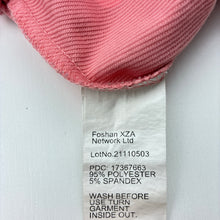 Foshan XZA
Network Ltd
LotNo.21110503
PDC: 17367663
95% POLYESTER
5% SPANDEX
WASH BEFORE
USE TURN
GARMENT
INSIDE OUT.